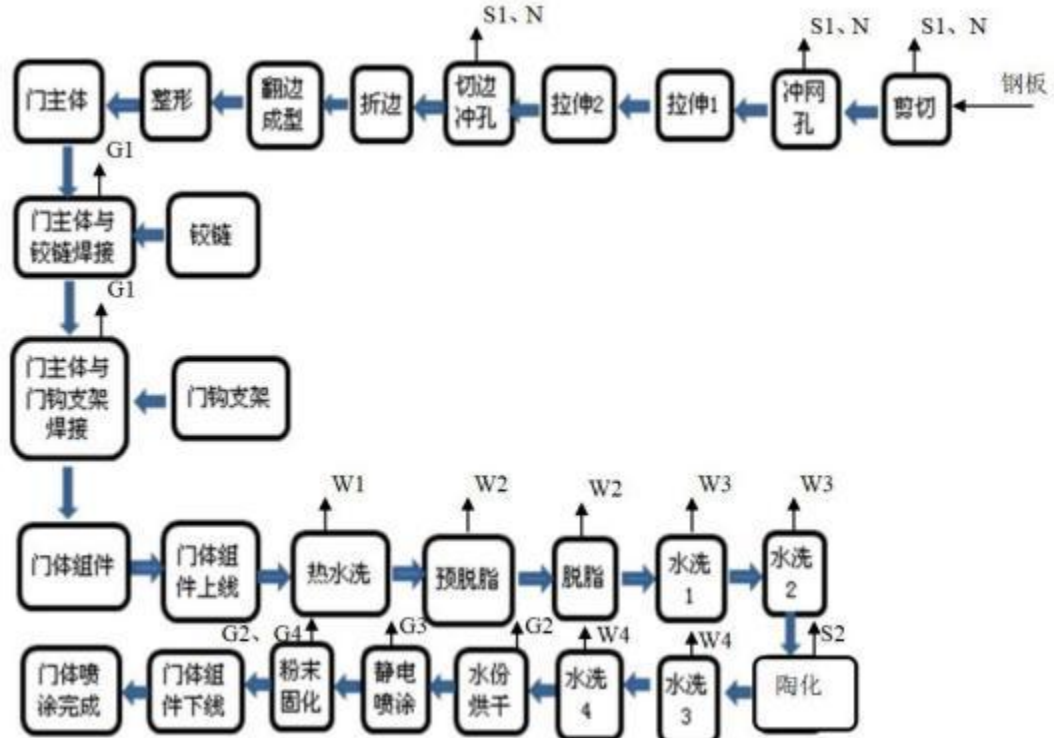 S1、N
S1、N
S1、N
钢板
门主体
整形
翻边
成型
折边
切边
冲孔
拉伸2
拉伸1
冲网
孔
剪切
G1
门主体与
铰链焊接
铰链
G1
门主体与
门钩支架
焊接
门钩支架
W1
W2
W2
W3
W3
门体组件
门体组
件上线
热水洗
预脱脂
脱脂
水洗
1
水洗
2
G2、G4
G3
G2
W4
W4
S2
门体喷
涂完成
门体组
件下线
粉末
固化
静电
喷涂
水份
烘干
水洗
4
水洗
3
陶化